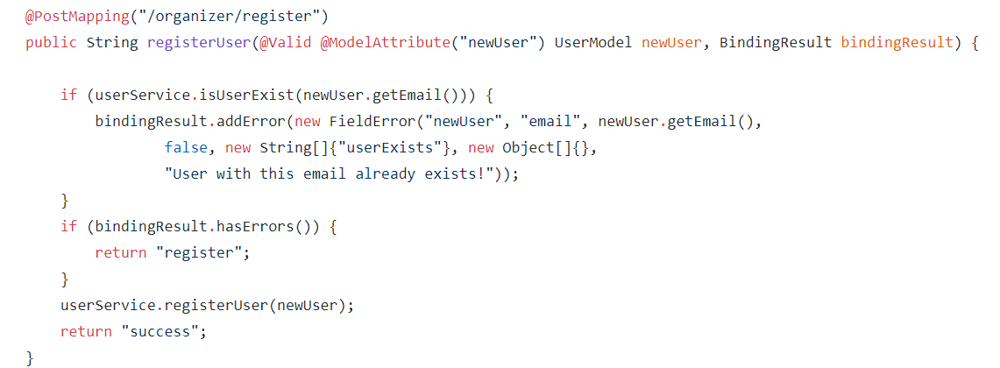 @PostMapping("/organizer/register")
public String registerUser(@Valid @ModelAttribute("newUser") UserModel newUser, BindingResult bindingResult) {
if (userService.isUserExist(newUser.getEmail())) {
bindingResult.addError(new FieldError("newUser", "email", newUser.getEmail(),
false, new String[]{"userExists"}, new Object[]{},
"User with this email already exists!"));
}
if (bindingResult.hasErrors()) {
return "register";
}
userService.registerUser(newUser);
return "success";
}